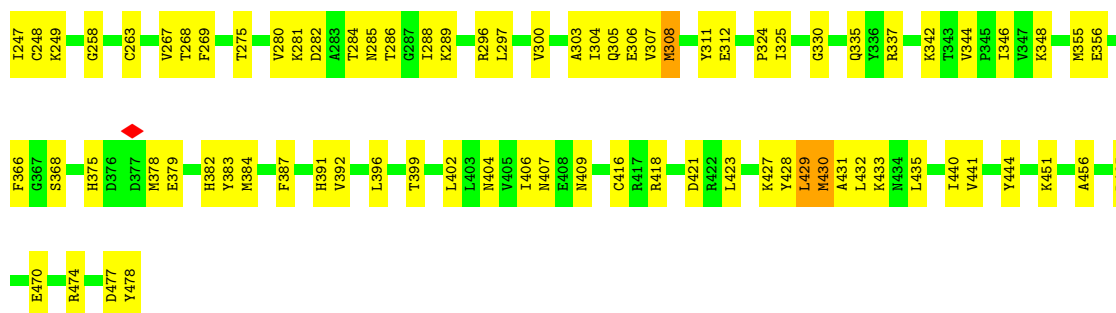 I247 C248 K249 G258 C263 V267 T268 F269 T275 V280 K281 D282 A283 T284 N285 T286 G287 I288 K289 R296 L297 V300 A303 I304 Q305 E306 V307 M308 Y311 E312 P324 I325 G330 Q335 Y336 R337 K342 T343 V344 P345 I346 V347 K348 M355 E356
F366 G367 S368 H375 D376 D377 M378 E379 H382 Y383 M384 F387 H391 V392 L396 T399 L402 L403 N404 V405 I406 N407 E408 N409 C416 R417 R418 D421 R422 L423 K427 Y428 L429 M430 A431 L432 K433 N434 L435 I440 V441 Y444 K451 A456
E470 R474 D477 Y478